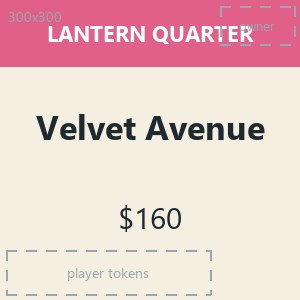 300x300
owner
LANTERN QUARTER
Velvet Avenue
$160
player tokens